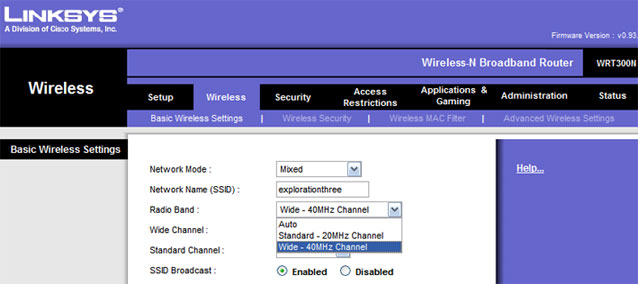 LINKSYS®
A Division of Cisco Systems, Inc.
Firmware Version : v0.93.
Wireless-N Broadband Router WRT300N
Wireless
Setup Wireless Security Access Restrictions Applications & Gaming Administration Status
Basic Wireless Settings | Wireless Security | Wireless MAC Filter | Advanced Wireless Settings
Basic Wireless Settings
Network Mode : Mixed
Help...
Network Name (SSID) : explorationthree
Radio Band : Wide - 40MHz Channel
Wide Channel : Auto
Standard - 20MHz Channel
Standard Channel : Wide - 40MHz Channel
SSID Broadcast : Enabled Disabled